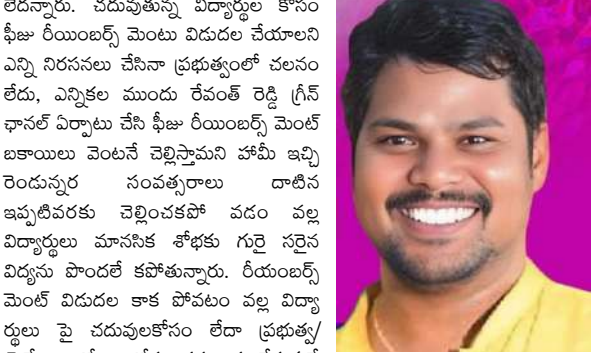 లేదన్నారు. చదువుతున్న విద్యార్థుల కోసం
ఫీజు రీయింబర్స్ మెంటు విడుదల చేయాలని
ఎన్ని నిరసనలు చేసినా ప్రభుత్వంలో చలనం
లేదు, ఎన్నికల ముందు రేవంత్ రెడ్డి గ్రీన్
ఛానల్ ఏర్పాటు చేసి ఫీజు రీయింబర్స్ మెంట్
బకాయిలు వెంటనే చెల్లిస్తామని హామీ ఇచ్చి
రెండున్నర సంవత్సరాలు దాటిన
ఇప్పటివరకు చెల్లించకపో వడం వల్ల
విద్యార్థులు మానసిక శోభకు గురై సరైన
విద్యను పొందలే కపోతున్నారు. రీయంబర్స్
మెంట్ విడుదల కాక పోవటం వల్ల విద్యా
ర్థులు పై చదువులకోసం లేదా ప్రభుత్వ/